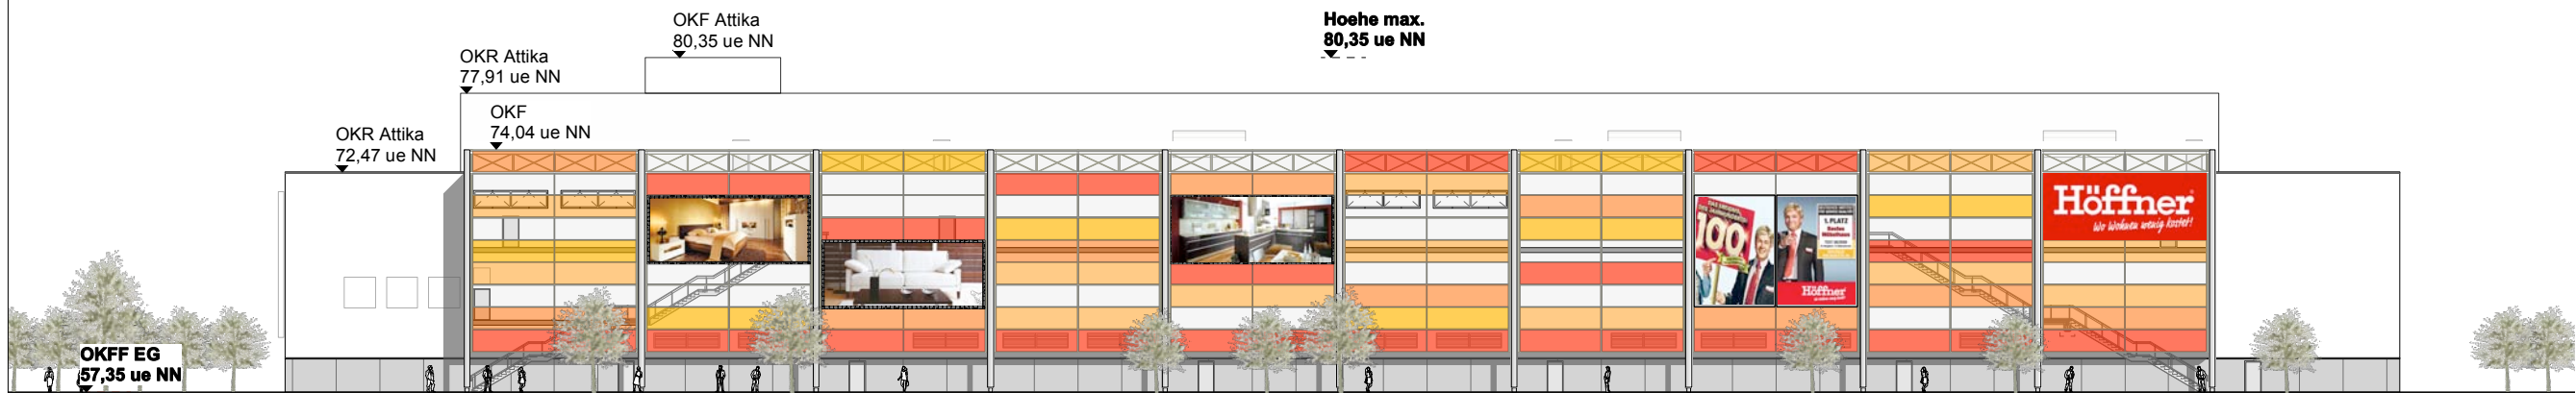 OKF Attika
80,35 ue NN
Hoehe max.
80,35 ue NN
OKR Attika
77,91 ue NN
OKF
74,04 ue NN
OKR Attika
72,47 ue NN
Höffner
Wo Wohnen wenig kostet!
100
1. PLATZ
Höffner
OKFF EG
57,35 ue NN